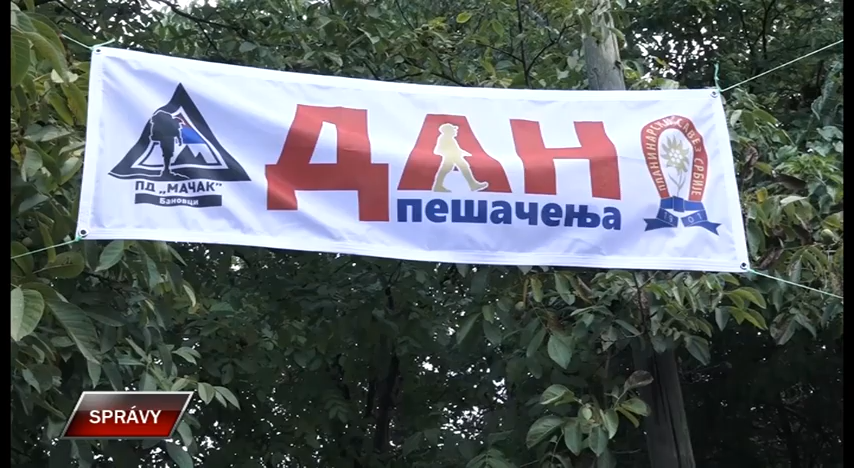 ДАН
пешачења
ПД „МАЧАК“
Бановци
ПЛАНИНАРСКИ САВЕЗ СРБИЈЕ
1901
SPRÁVY